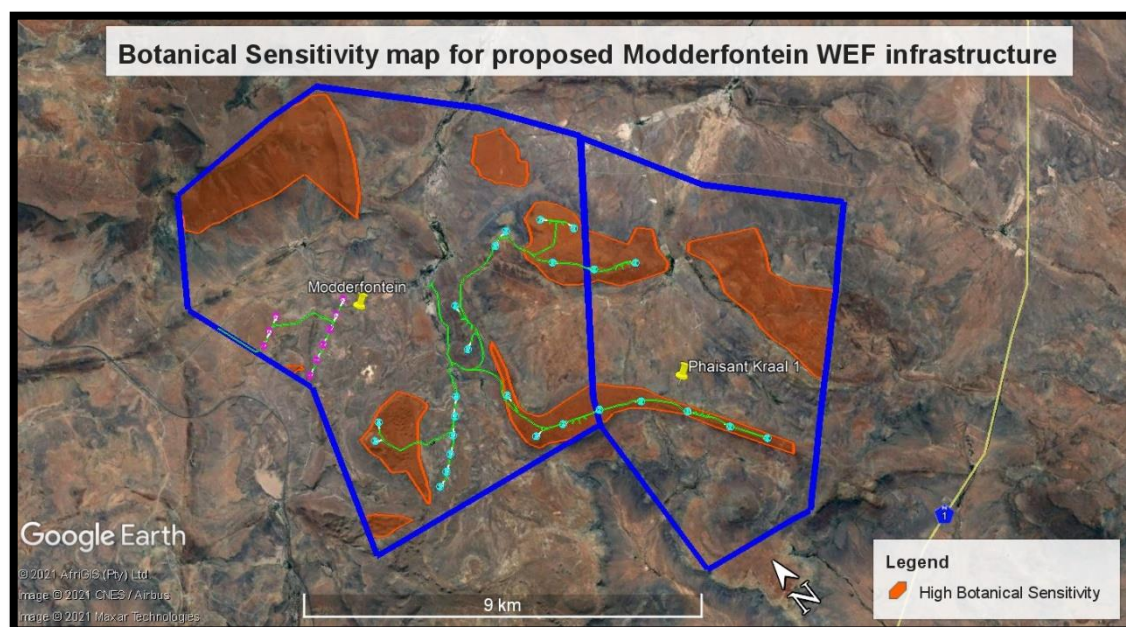 Botanical Sensitivity map for proposed Modderfontein WEF infrastructure
Modderfontein
Phaisant Kraal 1
1
Google Earth
© 2021 AfriGIS (Pty) Ltd
Image © 2021 CNES / Airbus
Image © 2021 Maxar Technologies
9 km
N
Legend
High Botanical Sensitivity